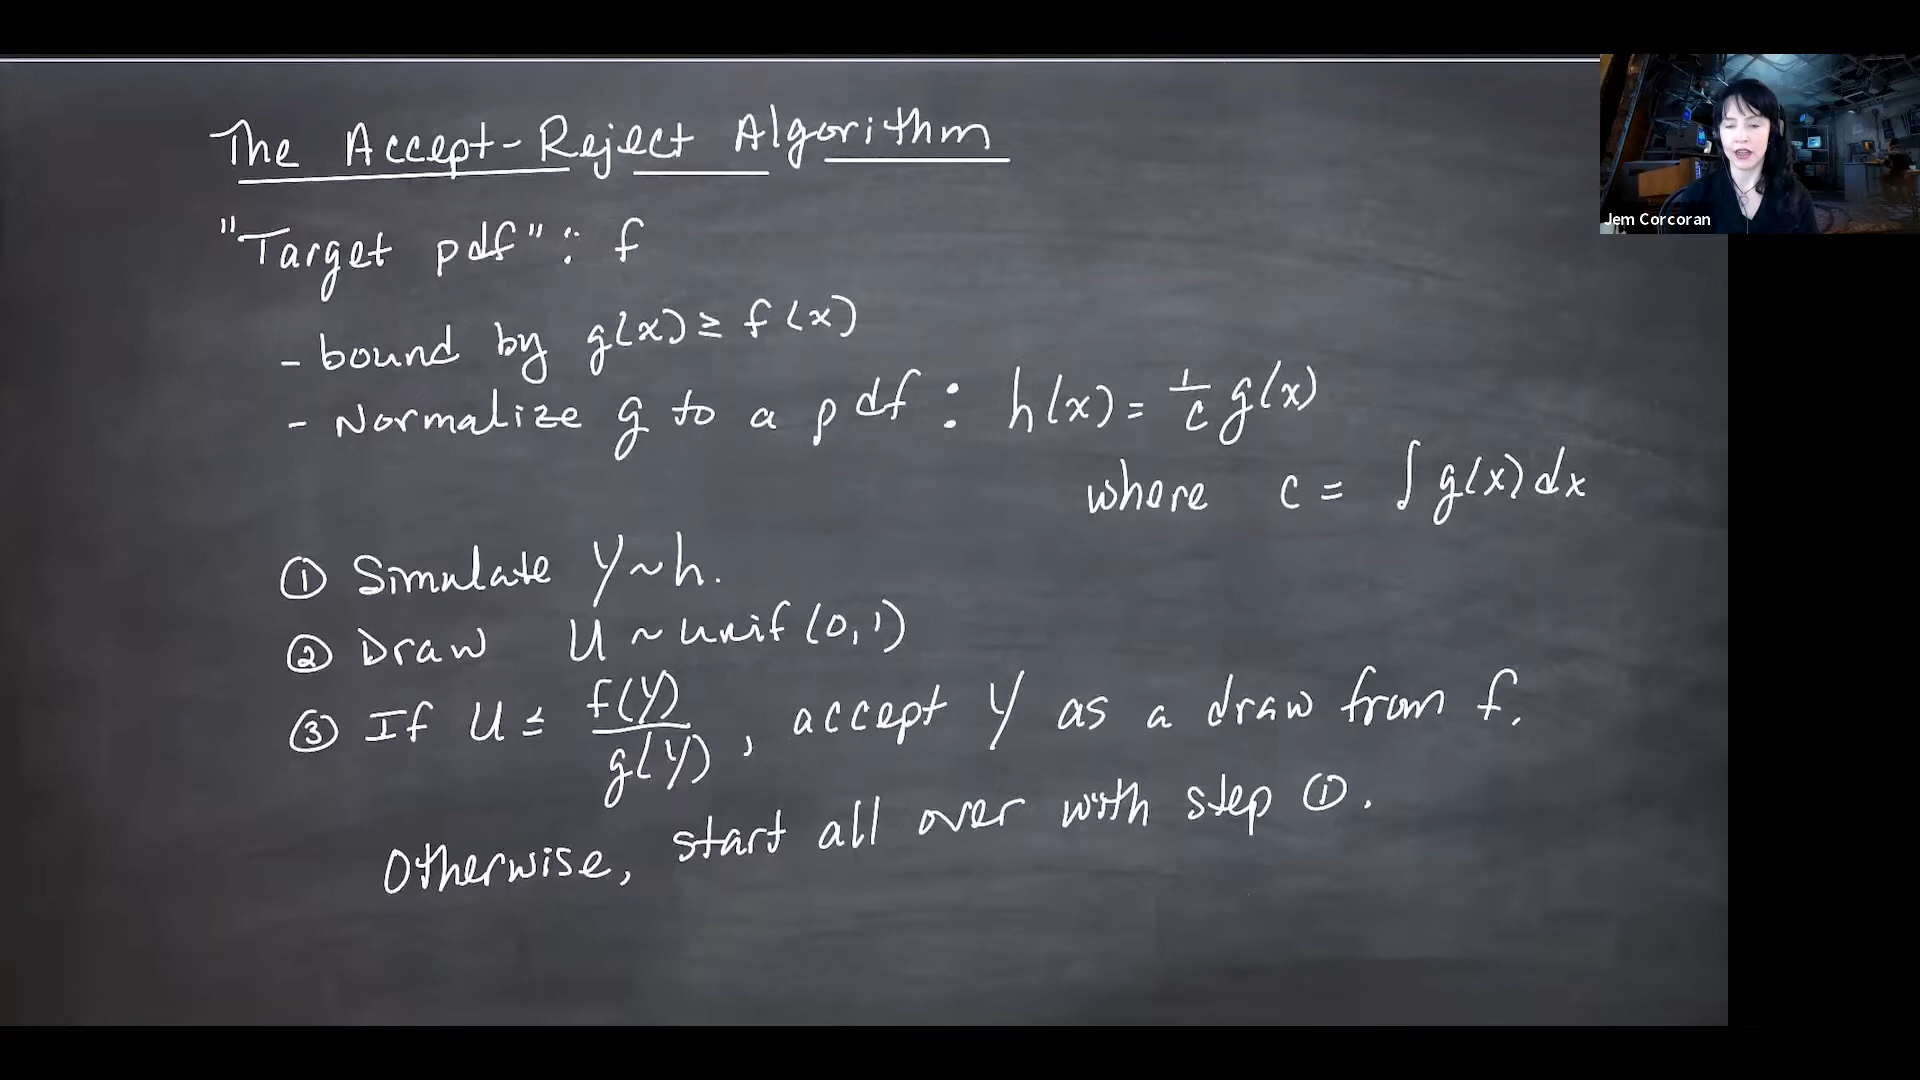 The Accept-Reject Algorithm
"Target pdf": f
- bound by g(x) ≥ f(x)
- Normalize g to a pdf: h(x) = 1/c g(x)
where c = ∫ g(x) dx
① Simulate Y ~ h.
② Draw U ~ unif (0,1)
③ If U ≤ f(Y)/g(Y), accept Y as a draw from f.
Otherwise, start all over with step ①.
Jem Corcoran